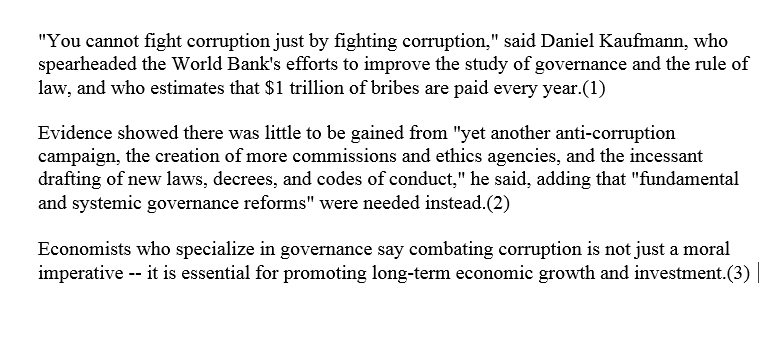 "You cannot fight corruption just by fighting corruption," said Daniel Kaufmann, who
spearheaded the World Bank's efforts to improve the study of governance and the rule of
law, and who estimates that $1 trillion of bribes are paid every year.(1)
Evidence showed there was little to be gained from "yet another anti-corruption
campaign, the creation of more commissions and ethics agencies, and the incessant
drafting of new laws, decrees, and codes of conduct," he said, adding that "fundamental
and systemic governance reforms" were needed instead.(2)
Economists who specialize in governance say combating corruption is not just a moral
imperative -- it is essential for promoting long-term economic growth and investment.(3)